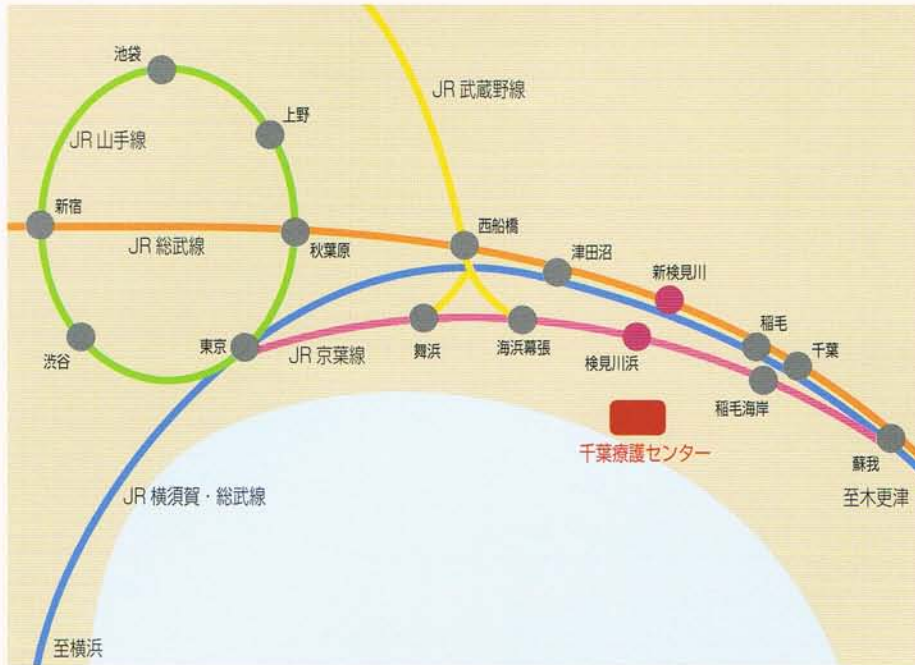 池袋
JR 武蔵野線
上野
JR 山手線
新宿
西船橋
JR 総武線
秋葉原
津田沼
新検見川
東京
稲毛
千葉
渋谷
JR 京葉線
舞浜
海浜幕張
検見川浜
稲毛海岸
千葉療護センター
蘇我
JR 横須賀・総武線
至木更津
至横浜